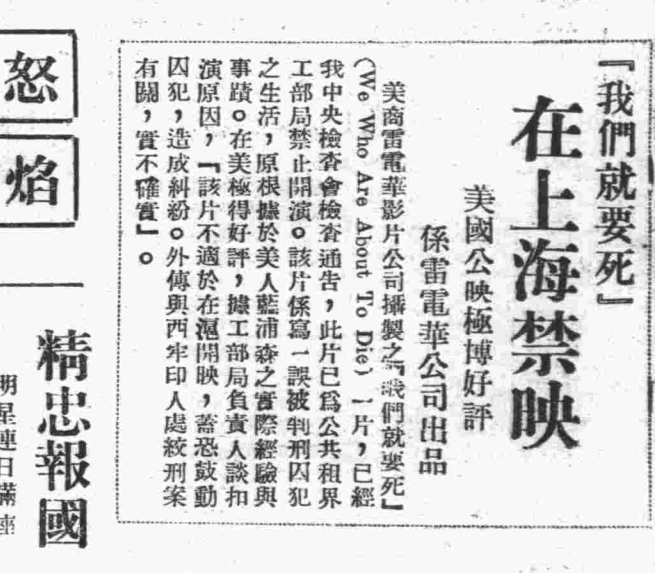 『我們就要死』
在上海禁映
美國公映極博好評
係雷電華公司出品
美商雷電華影片公司攝製之『我們就要死』
(We Who Are About To Die)一片，已經
我中央檢查會檢查通告，此片已爲公共租界
工部局禁止開演。該片係寫一誤被判刑囚犯
之生活，原根據於美人藍浦森之實際經驗與
事蹟。在美極得好評，據工部局負責人談扣
演原因，『該片不適於在滬開映，蓋恐鼓動
囚犯，造成糾紛。外傳與西牢印人處絞刑案
有關，實不確實』。
怒
焰
精忠報國
明星連日滿座